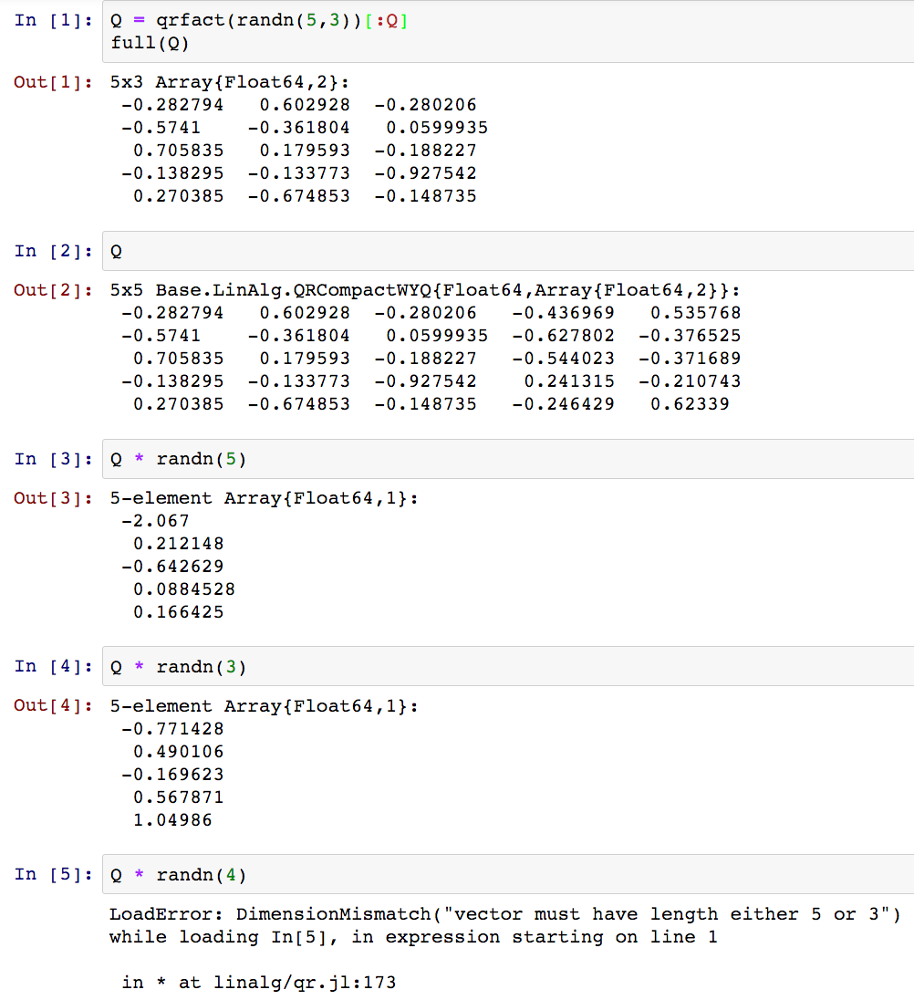 In [1]: Q = qrfact(randn(5,3))[:Q]
full(Q)
Out[1]: 5x3 Array{Float64,2}:
-0.282794 0.602928 -0.280206
-0.5741 -0.361804 0.0599935
0.705835 0.179593 -0.188227
-0.138295 -0.133773 -0.927542
0.270385 -0.674853 -0.148735
In [2]: Q
Out[2]: 5x5 Base.LinAlg.QRCompactWYQ{Float64,Array{Float64,2}}:
-0.282794 0.602928 -0.280206 -0.436969 0.535768
-0.5741 -0.361804 0.0599935 -0.627802 -0.376525
0.705835 0.179593 -0.188227 -0.544023 -0.371689
-0.138295 -0.133773 -0.927542 0.241315 -0.210743
0.270385 -0.674853 -0.148735 -0.246429 0.62339
In [3]: Q * randn(5)
Out[3]: 5-element Array{Float64,1}:
-2.067
0.212148
-0.642629
0.0884528
0.166425
In [4]: Q * randn(3)
Out[4]: 5-element Array{Float64,1}:
-0.771428
0.490106
-0.169623
0.567871
1.04986
In [5]: Q * randn(4)
LoadError: DimensionMismatch("vector must have length either 5 or 3")
while loading In[5], in expression starting on line 1
in * at linalg/qr.jl:173